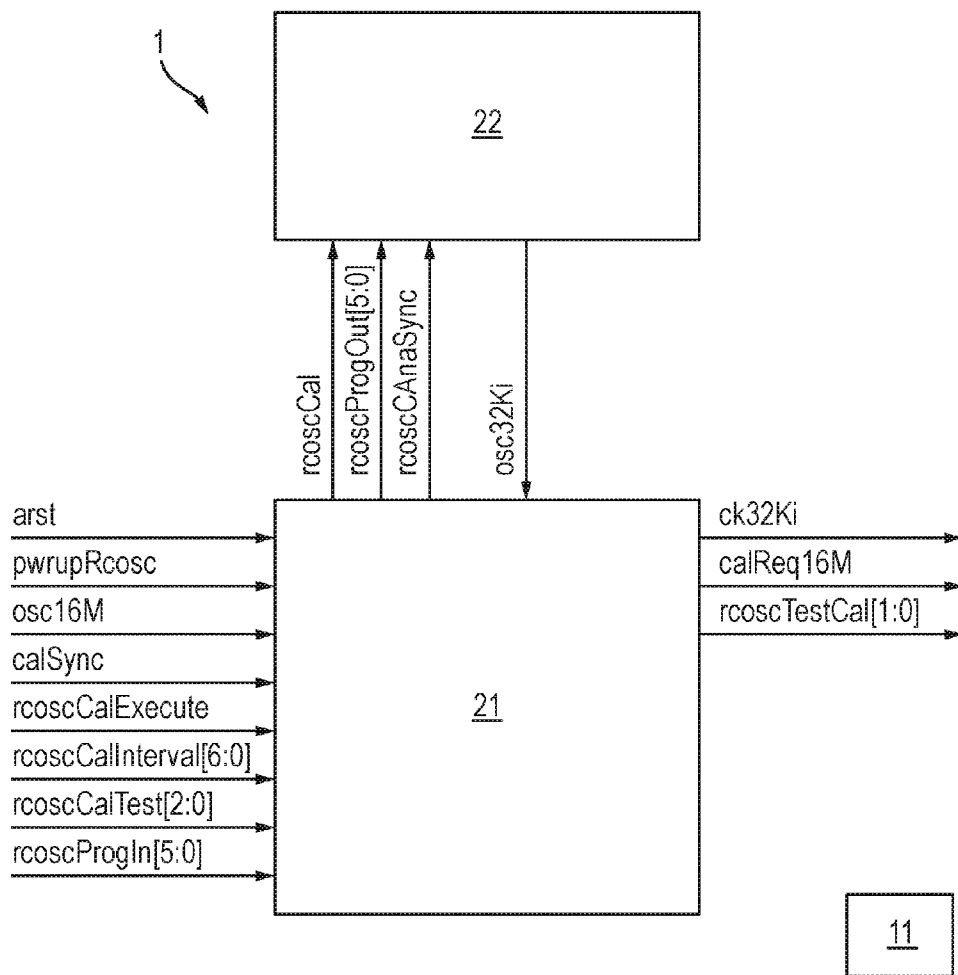 1
22
rcoscCal
rcoscProgOut[5:0]
rcoscCAnaSync
osc32Ki
arst
pwrupRcosc
osc16M
calSync
rcoscCalExecute
rcoscCalInterval[6:0]
rcoscCalTest[2:0]
rcoscProgIn[5:0]
21
ck32Ki
calReq16M
rcoscTestCal[1:0]
11